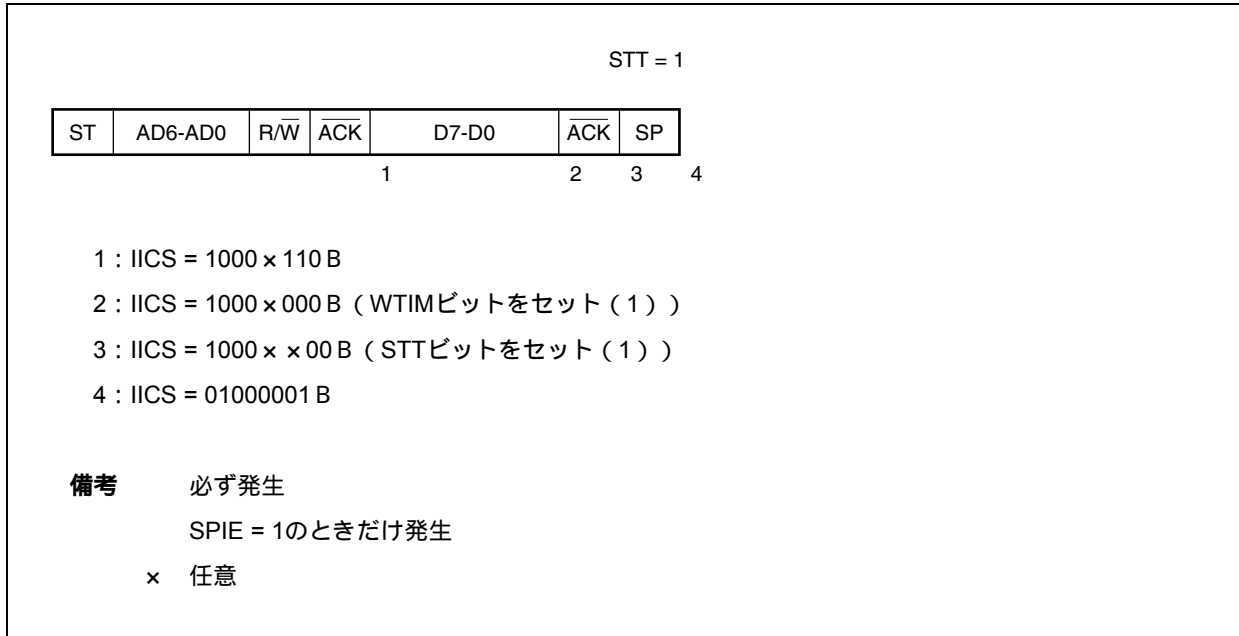 STT = 1
ST AD6-AD0 R/W̅ A̅C̅K̅ D7-D0 A̅C̅K̅ SP
1 2 3 4
1 : IICS = 1000×110 B
2 : IICS = 1000×000 B（WTIMビットをセット（1））
3 : IICS = 1000××00 B（STTビットをセット（1））
4 : IICS = 01000001 B
備考 必ず発生
SPIE = 1のときだけ発生
× 任意